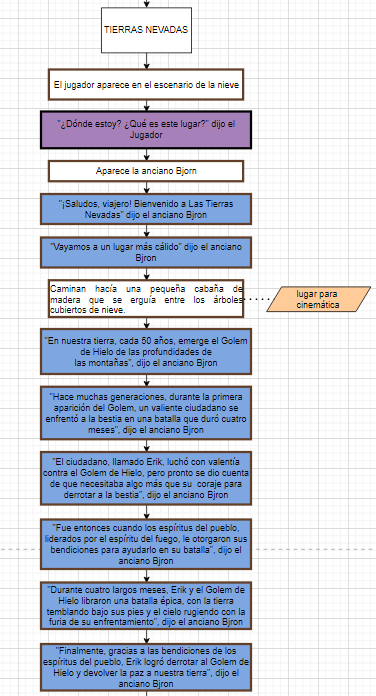 TIERRAS NEVADAS
El jugador aparece en el escenario de la nieve
"¿Dónde estoy? ¿Qué es este lugar?" dijo el
Jugador
Aparece la anciano Bjorn
"¡Saludos, viajero! Bienvenido a Las Tierras
Nevadas" dijo el anciano Bjron
"Vayamos a un lugar más cálido" dijo el anciano
Bjron
Caminan hacía una pequeña cabaña de
madera que se erguía entre los árboles
cubiertos de nieve.
lugar para
cinemática
"En nuestra tierra, cada 50 años, emerge el Golem
de Hielo de las profundidades de
las montañas", dijo el anciano Bjron
"Hace muchas generaciones, durante la primera
aparición del Golem, un valiente ciudadano se
enfrentó a la bestia en una batalla que duró cuatro
meses", dijo el anciano Bjron
"El ciudadano, llamado Erik, luchó con valentía
contra el Golem de Hielo, pero pronto se dio cuenta
de que necesitaba algo más que su coraje para
derrotar a la bestia", dijo el anciano Bjron
"Fue entonces cuando los espíritus del pueblo,
liderados por el espíritu del fuego, le otorgaron sus
bendiciones para ayudarlo en su batalla", dijo el
anciano Bjron
"Durante cuatro largos meses, Erik y el Golem de
Hielo libraron una batalla épica, con la tierra
temblando bajo sus pies y el cielo rugiendo con la
furia de su enfrentamiento", dijo el anciano Bjron
"Finalmente, gracias a las bendiciones de los
espíritus del pueblo, Erik logró derrotar al Golem de
Hielo y devolver la paz a nuestra tierra", dijo el
anciano Bjron